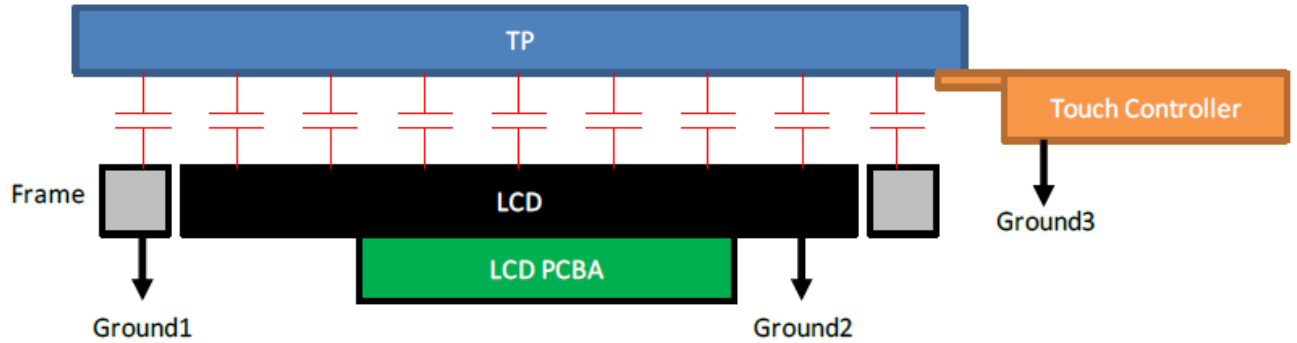 TP
Touch Controller
Frame
LCD
Ground3
LCD PCBA
Ground1
Ground2